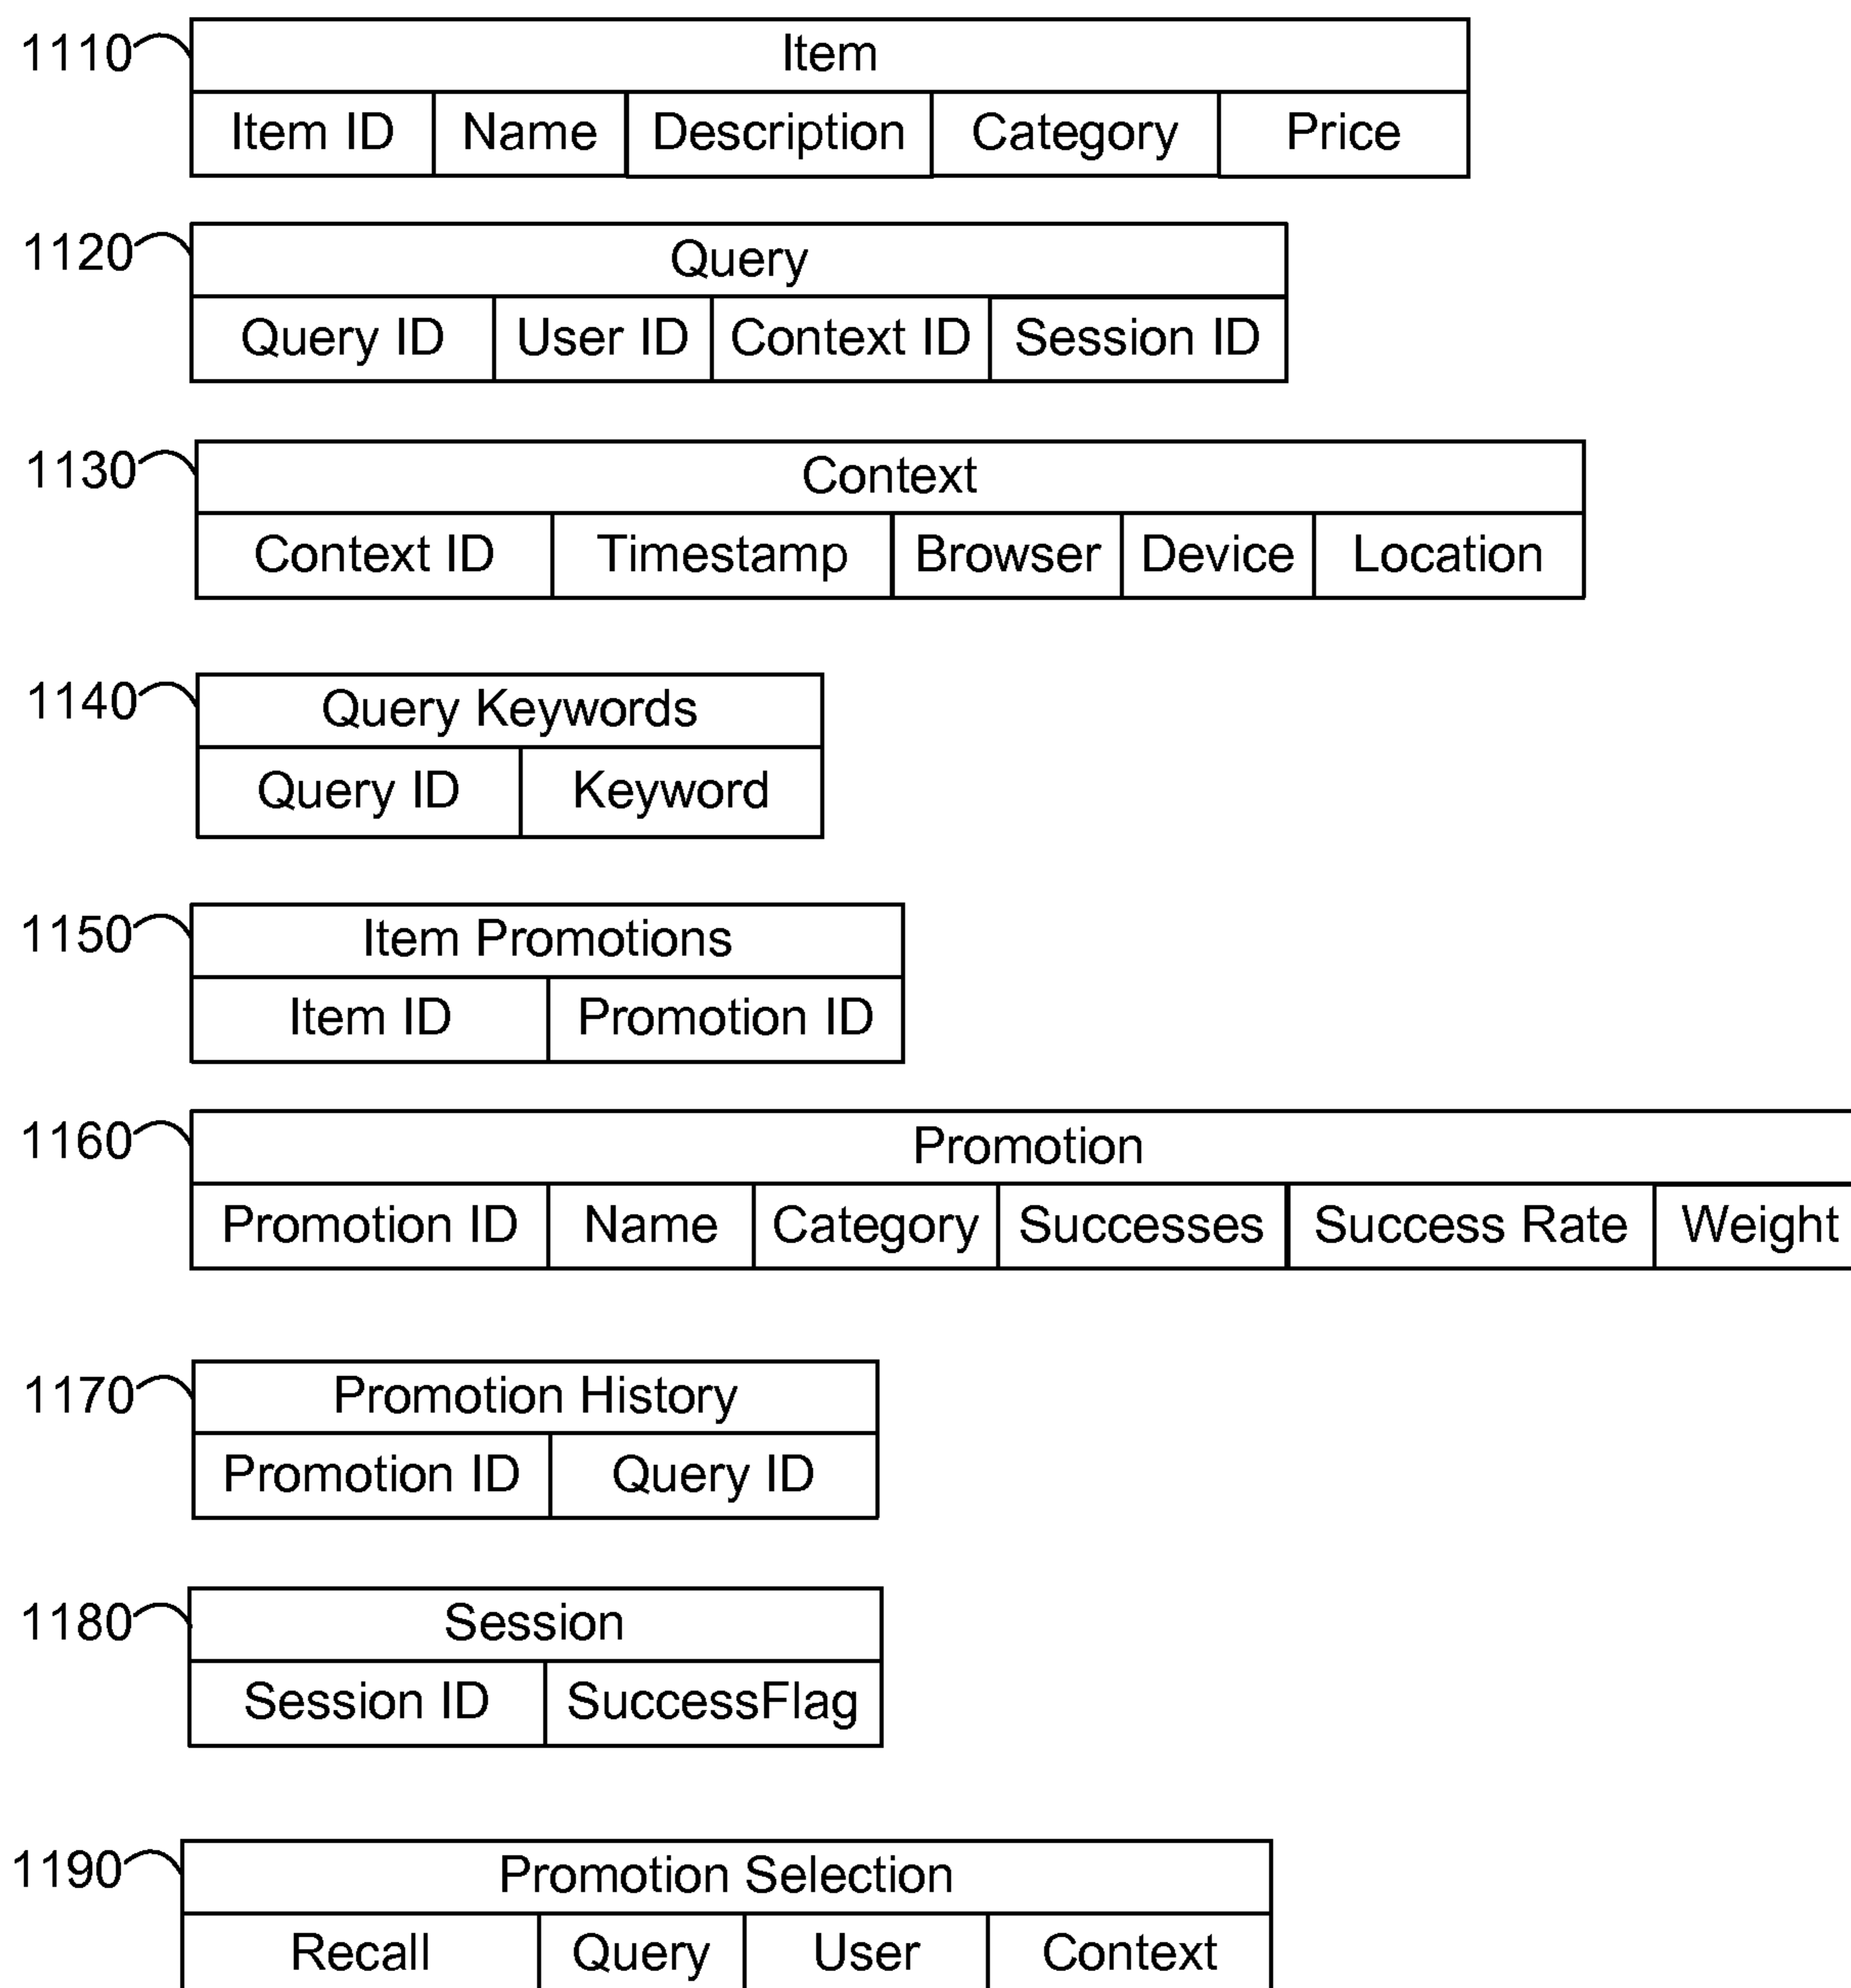 1110 Item
Item ID Name Description Category Price
1120 Query
Query ID User ID Context ID Session ID
1130 Context
Context ID Timestamp Browser Device Location
1140 Query Keywords
Query ID Keyword
1150 Item Promotions
Item ID Promotion ID
1160 Promotion
Promotion ID Name Category Successes Success Rate Weight
1170 Promotion History
Promotion ID Query ID
1180 Session
Session ID SuccessFlag
1190 Promotion Selection
Recall Query User Context